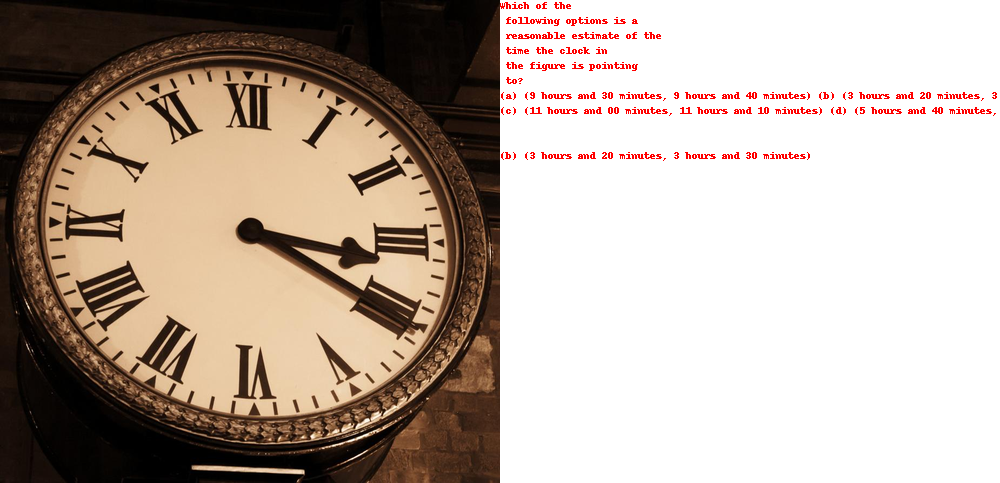 XII
I
II
III
IIII
V
VI
VII
VIII
IX
X
XI
Which of the
following options is a
reasonable estimate of the
time the clock in
the figure is pointing
to?
(a) (9 hours and 30 minutes, 9 hours and 40 minutes) (b) (3 hours and 20 minutes, 3
(c) (11 hours and 00 minutes, 11 hours and 10 minutes) (d) (5 hours and 40 minutes,
(b) (3 hours and 20 minutes, 3 hours and 30 minutes)